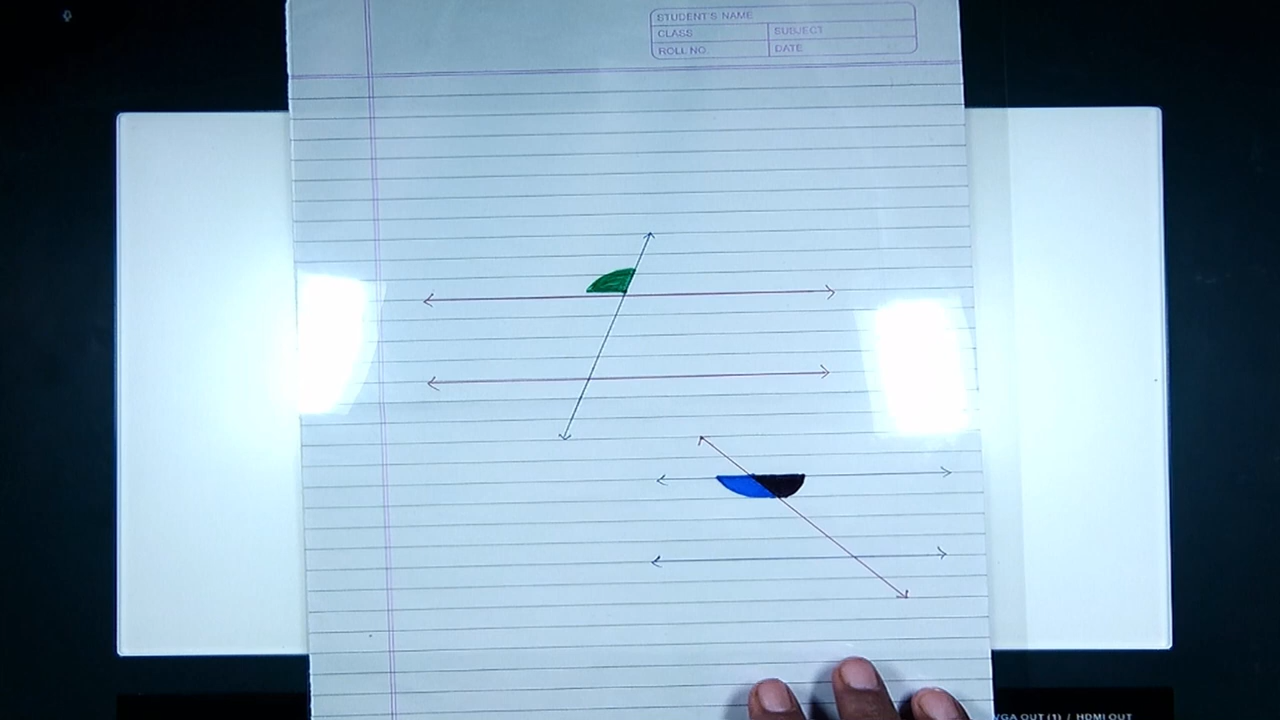 STUDENT'S NAME
CLASS SUBJECT
ROLL NO. DATE
VGA OUT (1) / HDMI OUT